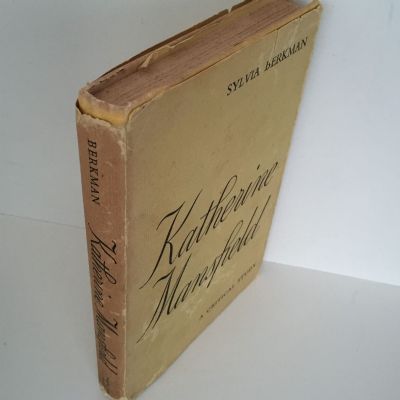 SYLVIA BERKMAN
Katherine
Mansfield
A CRITICAL STUDY
BERKMAN
Katherine Mansfield